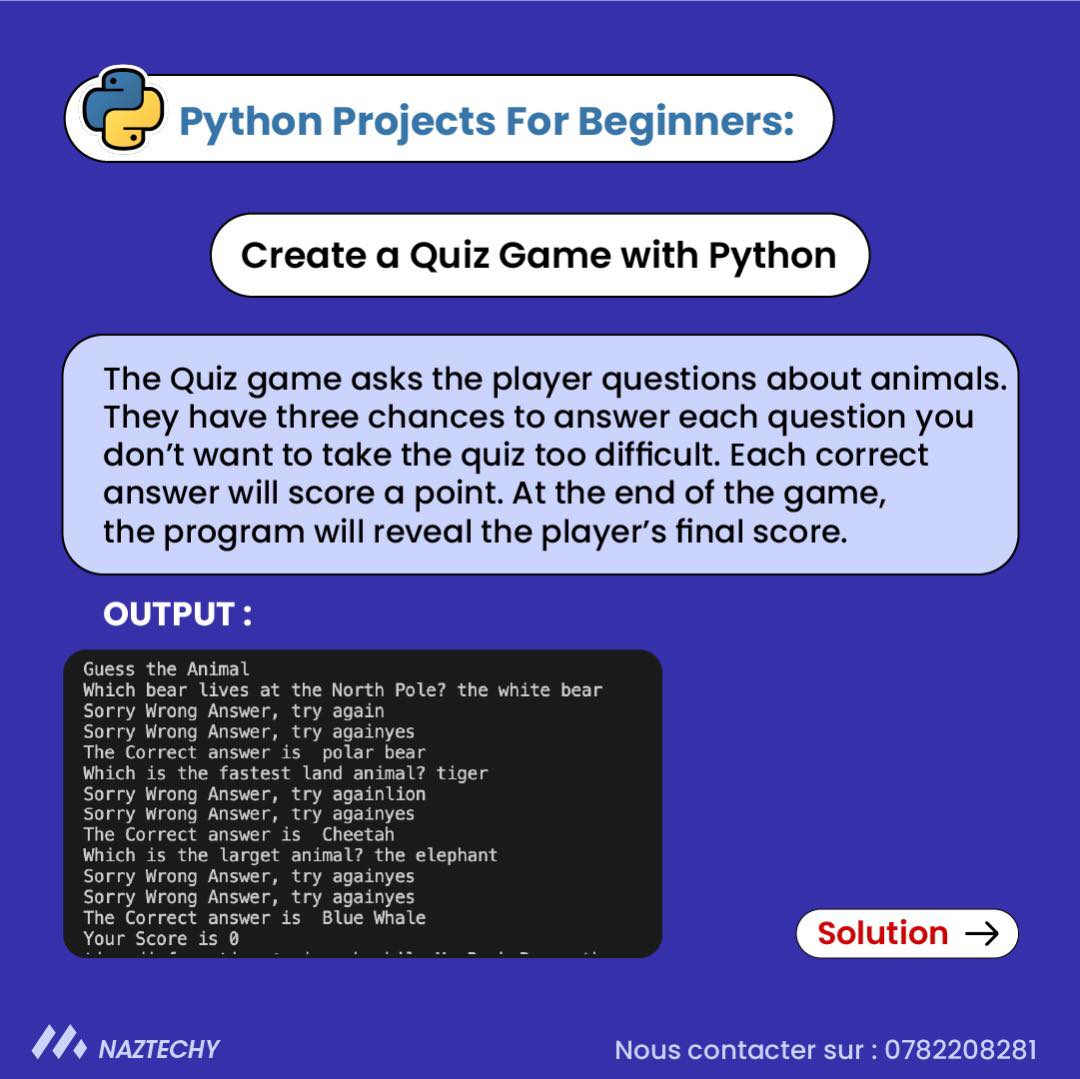 Python Projects For Beginners:
Create a Quiz Game with Python
The Quiz game asks the player questions about animals.
They have three chances to answer each question you
don't want to take the quiz too difficult. Each correct
answer will score a point. At the end of the game,
the program will reveal the player's final score.
OUTPUT :
Guess the Animal
Which bear lives at the North Pole? the white bear
Sorry Wrong Answer, try again
Sorry Wrong Answer, try againyes
The Correct answer is  polar bear
Which is the fastest land animal? tiger
Sorry Wrong Answer, try againlion
Sorry Wrong Answer, try againyes
The Correct answer is  Cheetah
Which is the larget animal? the elephant
Sorry Wrong Answer, try againyes
Sorry Wrong Answer, try againyes
The Correct answer is  Blue Whale
Your Score is 0
Solution →
NAZTECHY
Nous contacter sur : 0782208281